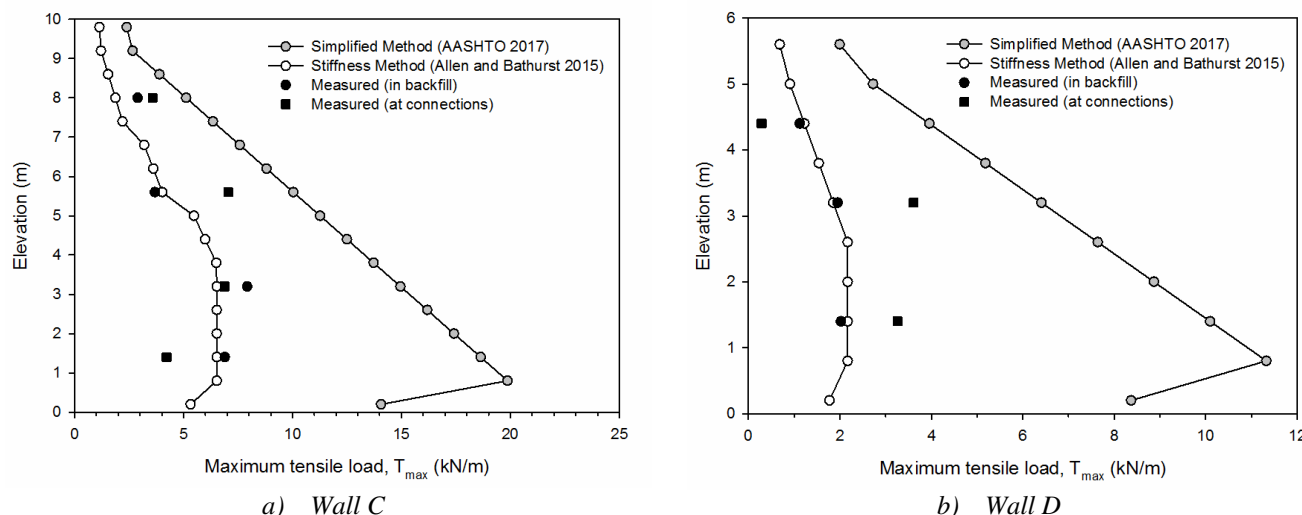 10
9
8
7
6
5
4
3
2
1
0
Elevation (m)
Simplified Method (AASHTO 2017)
Stiffness Method (Allen and Bathurst 2015)
Measured (in backfill)
Measured (at connections)
0 5 10 15 20 25
Maximum tensile load, Tmax (kN/m)
a) Wall C
6
5
4
3
2
1
0
Elevation (m)
Simplified Method (AASHTO 2017)
Stiffness Method (Allen and Bathurst 2015)
Measured (in backfill)
Measured (at connections)
0 2 4 6 8 10 12
Maximum tensile load, Tmax (kN/m)
b) Wall D